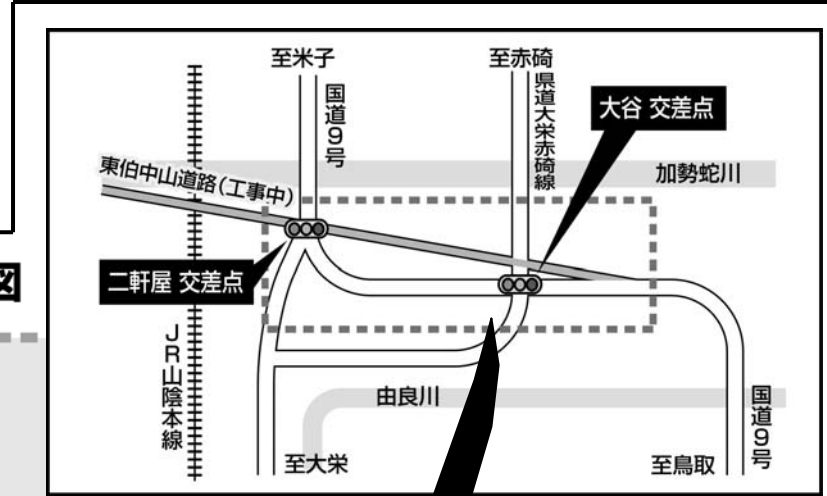 至米子
至赤碕
国道9号
県道大栄赤碕線
大谷 交差点
東伯中山道路(工事中)
加勢蛇川
二軒屋 交差点
図
JR山陰本線
由良川
国道9号
至大栄
至鳥取